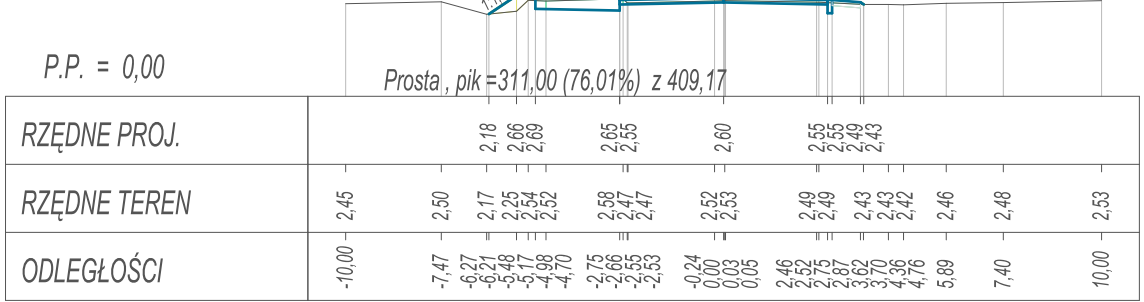 P.P. = 0,00
Prosta , pik =311,00 (76,01%) z 409,17
RZĘDNE PROJ. 2,18 2,66 2,69 2,65 2,55 2,60 2,55 2,55 2,49 2,43
RZĘDNE TEREN 2,45 2,50 2,17 2,25 2,54 2,52 2,58 2,47 2,47 2,52 2,53 2,49 2,49 2,43 2,43 2,42 2,46 2,48 2,53
ODLEGŁOŚCI -10,00 -7,47 -6,27 -6,21 -5,48 -5,17 -4,98 -4,70 -2,75 -2,66 -2,55 -2,53 -0,24 0,00 0,03 0,05 2,46 2,52 2,75 2,87 3,62 3,70 4,36 4,76 5,89 7,40 10,00